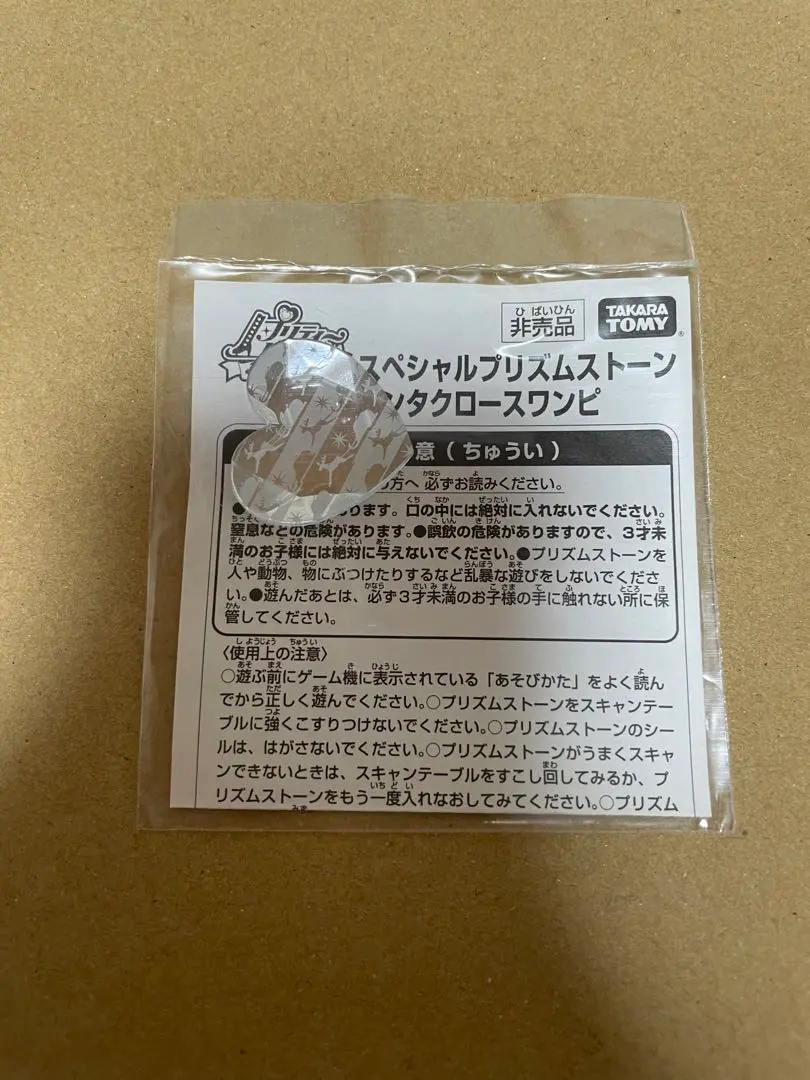 プリティー
ひばいひん
非売品
TAKARA
TOMY
スペシャルプリズムストーン
ンタクロースワンピ
意(ちゅうい)
方へ 必ずお読みください。
あります。口の中には絶対に入れないでください。
窒息などの危険があります。●誤飲の危険がありますので、3才未
満のお子様には絶対に与えないでください。●プリズムストーンを
人や動物、物にぶつけたりするなど乱暴な遊びをしないでくださ
い。●遊んだあとは、必ず3才未満のお子様の手に触れない所に保
管してください。
〈使用上の注意〉
○遊ぶ前にゲーム機に表示されている「あそびかた」をよく読ん
でから正しく遊んでください。○プリズムストーンをスキャンテー
ブルに強くこすりつけないでください。○プリズムストーンのシー
ルは、はがさないでください。○プリズムストーンがうまくスキャ
ンできないときは、スキャンテーブルをすこし回してみるか、プ
リズムストーンをもう一度入れなおしてみてください。○プリズム